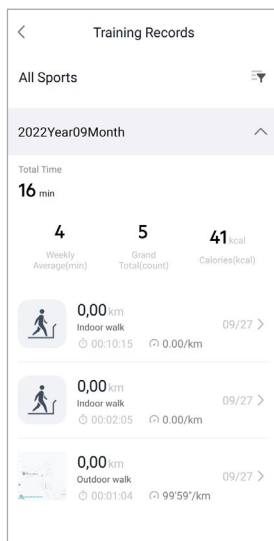 Training Records
All Sports
2022Year09Month
Total Time
16 min
4 5 41 kcal
Weekly Average(min) Grand Total(count) Calories(kcal)
0,00 km
Indoor walk
09/27
00:10:15 0.00/km
0,00 km
Indoor walk
09/27
00:02:05 0.00/km
0,00 km
Outdoor walk
09/27
00:01:04 99'59"/km